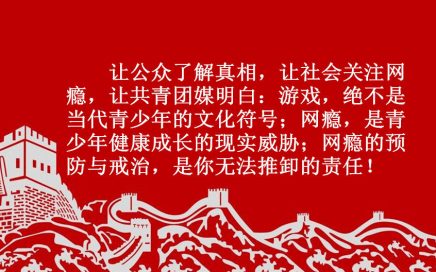 让公众了解真相，让社会关注网
瘾，让共青团媒明白：游戏，绝不是
当代青少年的文化符号；网瘾，是青
少年健康成长的现实威胁；网瘾的预
防与戒治，是你无法推卸的责任！